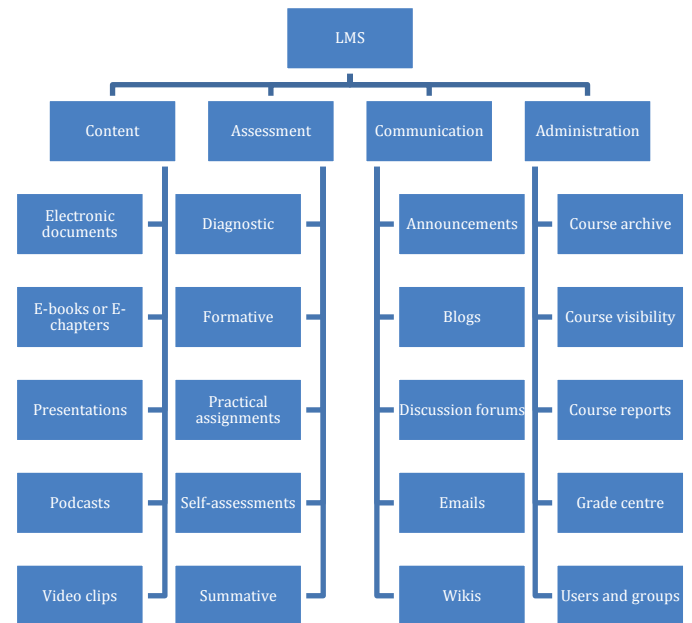 LMS
Content
Assessment
Communication
Administration
Electronic
documents
Diagnostic
Announcements
Course archive
E-books or E-
chapters
Formative
Blogs
Course visibility
Presentations
Practical
assignments
Discussion forums
Course reports
Podcasts
Self-assessments
Emails
Grade centre
Video clips
Summative
Wikis
Users and groups